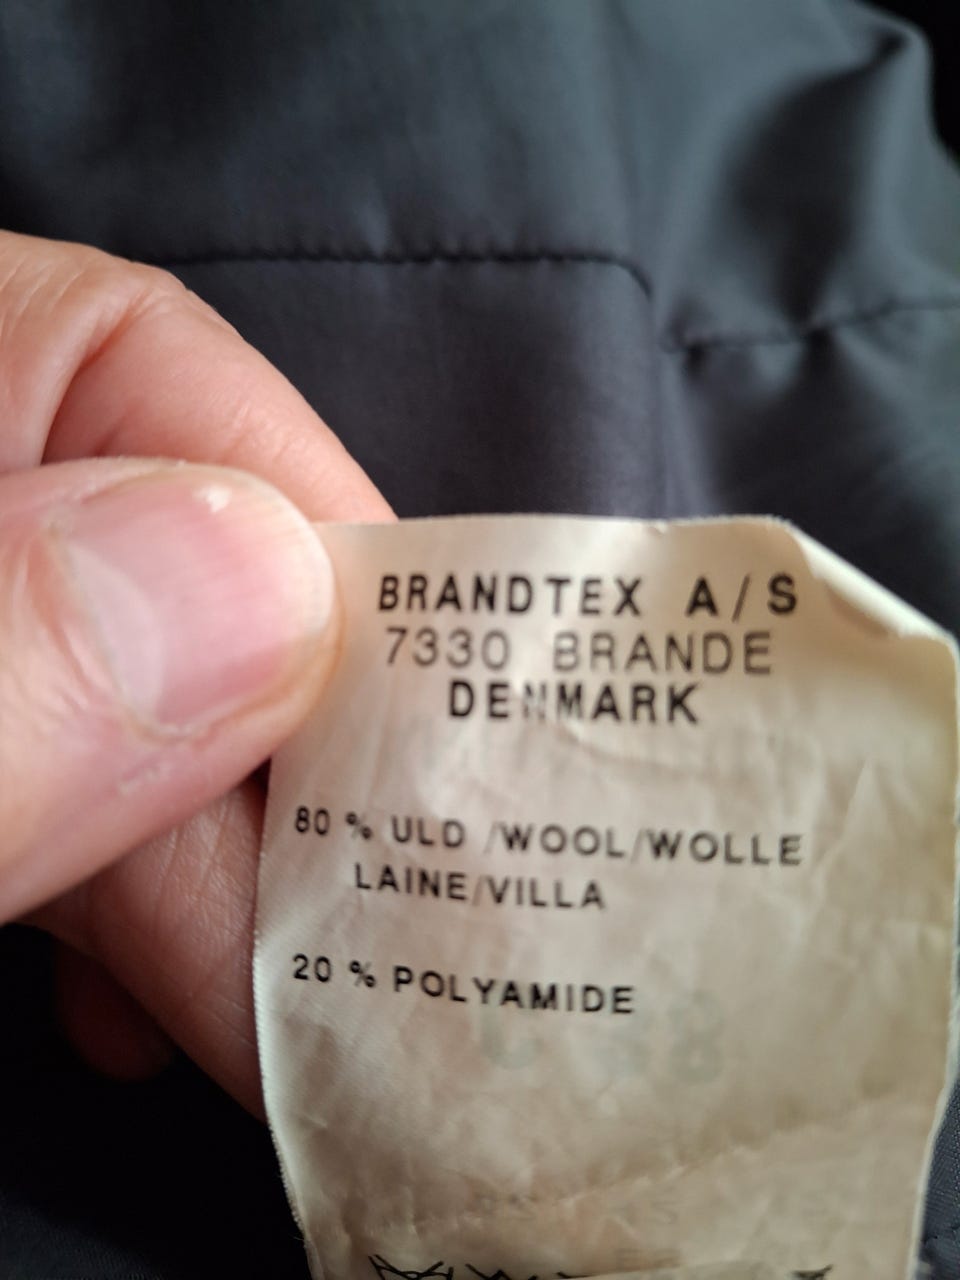 BRANDTEX A/S
7330 BRANDE
DENMARK
80 % ULD /WOOL/WOLLE
LAINE/VILLA
20 % POLYAMIDE